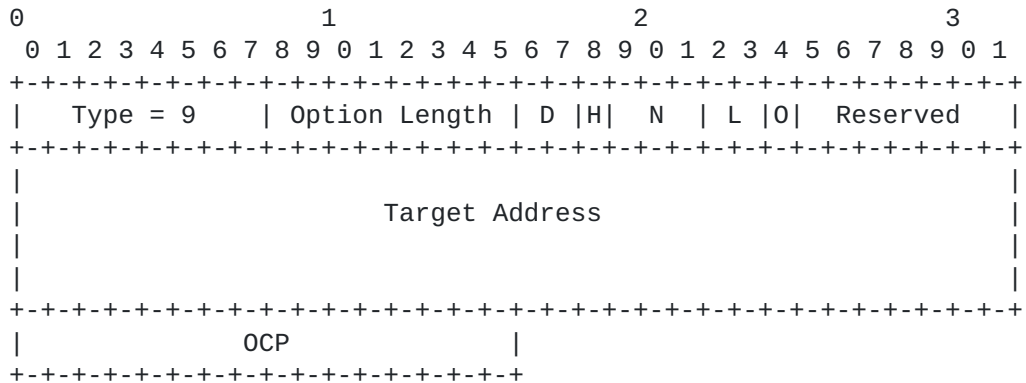 0                   1                   2                   3
 0 1 2 3 4 5 6 7 8 9 0 1 2 3 4 5 6 7 8 9 0 1 2 3 4 5 6 7 8 9 0 1
+-+-+-+-+-+-+-+-+-+-+-+-+-+-+-+-+-+-+-+-+-+-+-+-+-+-+-+-+-+-+-+-+
|   Type = 9    | Option Length | D |H|  N  | L |O|  Reserved   |
+-+-+-+-+-+-+-+-+-+-+-+-+-+-+-+-+-+-+-+-+-+-+-+-+-+-+-+-+-+-+-+-+
|                                                               |
|                       Target Address                          |
|                                                               |
|                                                               |
+-+-+-+-+-+-+-+-+-+-+-+-+-+-+-+-+-+-+-+-+-+-+-+-+-+-+-+-+-+-+-+-+
|              OCP              |
+-+-+-+-+-+-+-+-+-+-+-+-+-+-+-+-+